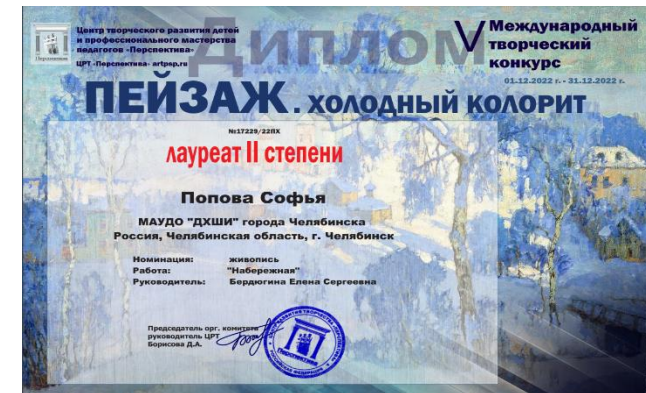 Центр творческого развития детей
и профессионального мастерства
педагогов «Перспектива»
ЦРТ «Перспектива» artpsp.ru
Перспектива
ДИПЛОМ
V Международный
творческий
конкурс
01.12.2022 г. - 31.12.2022 г.
ПЕЙЗАЖ. холодный колорит
№17229/22ПХ
лауреат II степени
Попова Софья
МАУДО "ДХШИ" города Челябинска
Россия, Челябинская область, г. Челябинск
Номинация: живопись
Работа: "Набережная"
Руководитель: Бердюгина Елена Сергеевна
Председатель орг. комитета
руководитель ЦРТ
Борисова Д.А.
ПЕРСПЕКТИВА